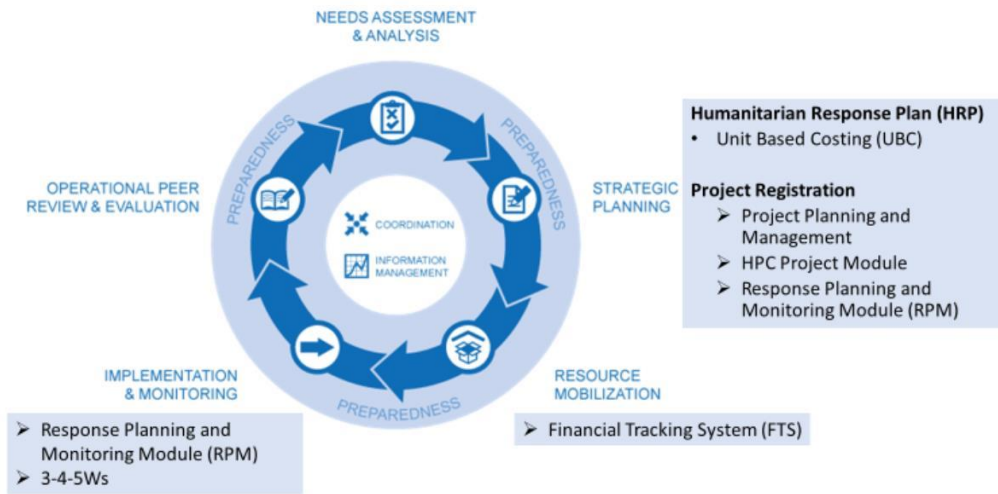 NEEDS ASSESSMENT
& ANALYSIS
PREPAREDNESS
PREPAREDNESS
Humanitarian Response Plan (HRP)
• Unit Based Costing (UBC)
Project Registration
➢ Project Planning and
Management
➢ HPC Project Module
➢ Response Planning and
Monitoring Module (RPM)
OPERATIONAL PEER
REVIEW & EVALUATION
STRATEGIC
PLANNING
COORDINATION
INFORMATION
MANAGEMENT
IMPLEMENTATION
& MONITORING
PREPAREDNESS
RESOURCE
MOBILIZATION
➢ Response Planning and
Monitoring Module (RPM)
➢ 3-4-5Ws
➢ Financial Tracking System (FTS)